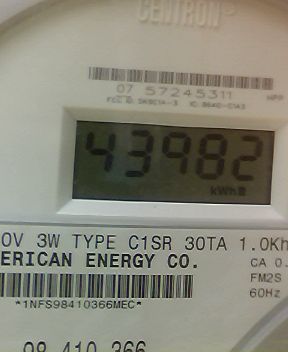 CENTRON®
07 57245311
43982
kWh
0V 3W TYPE C1SR 30TA 1.0Kh
ERICAN ENERGY CO.
CA 0.
FM2S
60Hz
*1NFS98410366MEC*
98 410 366